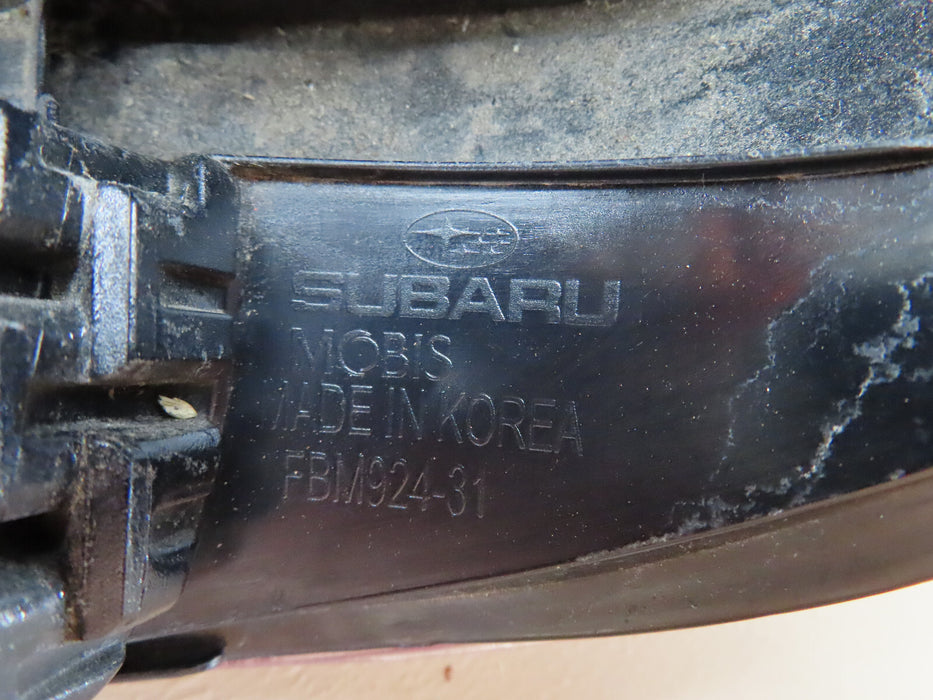 SUBARU
MOBIS
MADE IN KOREA
FBM924-31